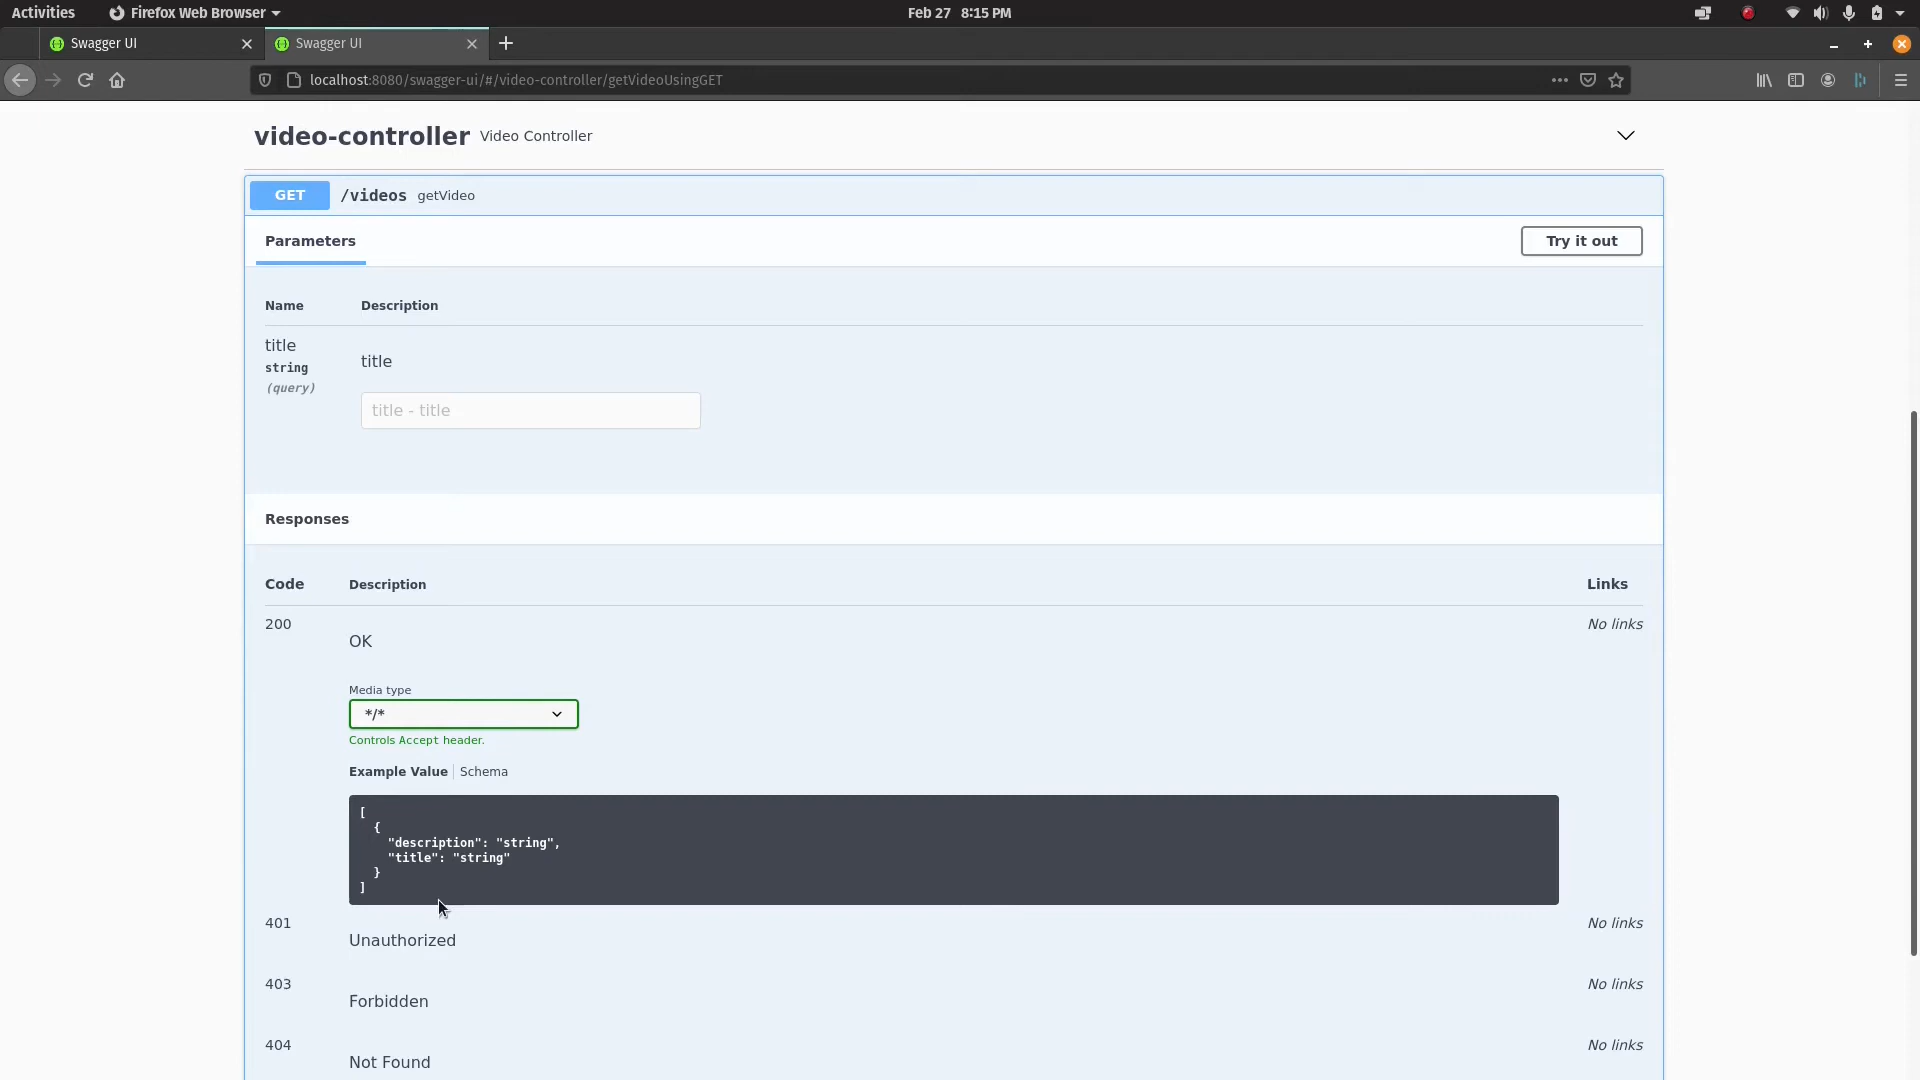 Activities
Firefox Web Browser
Feb 27 8:15 PM
Swagger UI
Swagger UI
localhost:8080/swagger-ui/#/video-controller/getVideoUsingGET
video-controller Video Controller
GET /videos getVideo
Parameters
Try it out
Name Description
title
string
(query)
title
title - title
Responses
Code Description Links
200
OK
No links
Media type
*/*
Controls Accept header.
Example Value Schema
[
{
"description": "string",
"title": "string"
}
]
401
Unauthorized
No links
403
Forbidden
No links
404
Not Found
No links